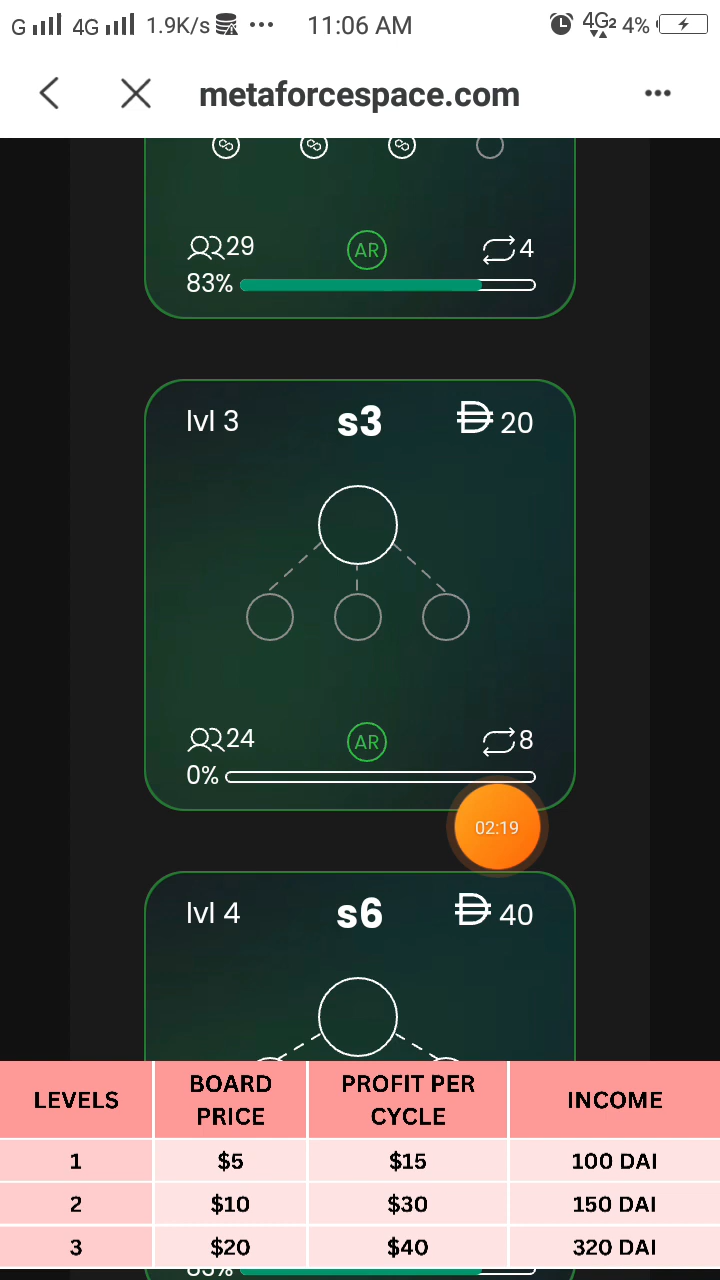 G 4G 1.9K/s ••• 11:06 AM 4G2 4%
metaforcespace.com •••
29 AR 4
83%
lvl 3 s3 20
24 AR 8
0%
02:19
lvl 4 s6 40
LEVELS BOARD PRICE PROFIT PER CYCLE INCOME
1 $5 $15 100 DAI
2 $10 $30 150 DAI
3 $20 $40 320 DAI